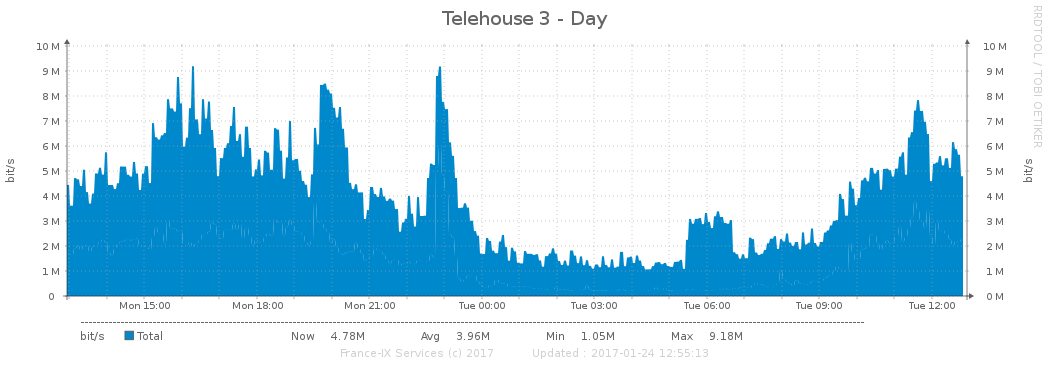 Telehouse 3 - Day
RRDTOOL / TOBI OETIKER
10 M 10 M
9 M 9 M
8 M 8 M
7 M 7 M
6 M 6 M
5 M 5 M
4 M 4 M
3 M 3 M
2 M 2 M
1 M 1 M
0 0 M
bit/s bit/s
Mon 15:00 Mon 18:00 Mon 21:00 Tue 00:00 Tue 03:00 Tue 06:00 Tue 09:00 Tue 12:00
bit/s Total Now 4.78M Avg 3.96M Min 1.05M Max 9.18M
France-IX Services (c) 2017 Updated : 2017-01-24 12:55:13